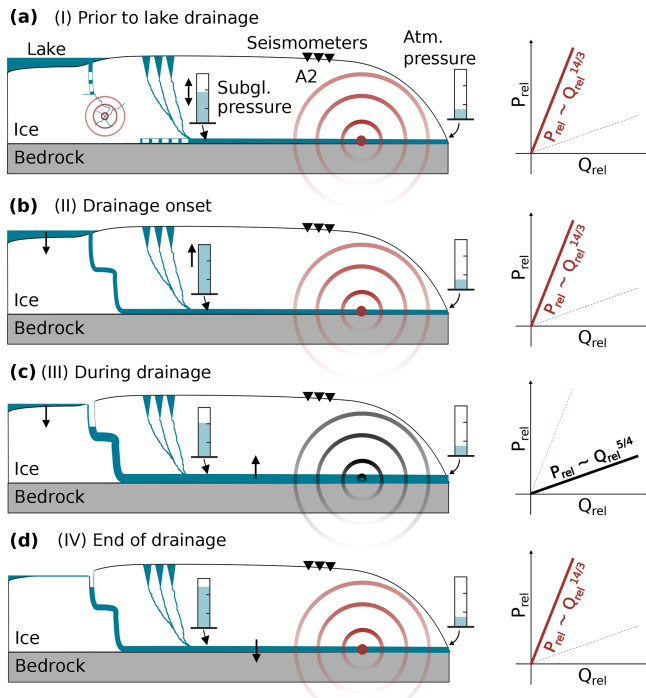 (a) (I) Prior to lake drainage
Lake
Seismometers
Atm.
pressure
A2
Subgl.
pressure
Ice
Bedrock
P_rel
P_rel ~ Q_rel^14/3
Q_rel
(b) (II) Drainage onset
Ice
Bedrock
P_rel
P_rel ~ Q_rel^14/3
Q_rel
(c) (III) During drainage
Ice
Bedrock
P_rel
P_rel ~ Q_rel^5/4
Q_rel
(d) (IV) End of drainage
Ice
Bedrock
P_rel
P_rel ~ Q_rel^14/3
Q_rel